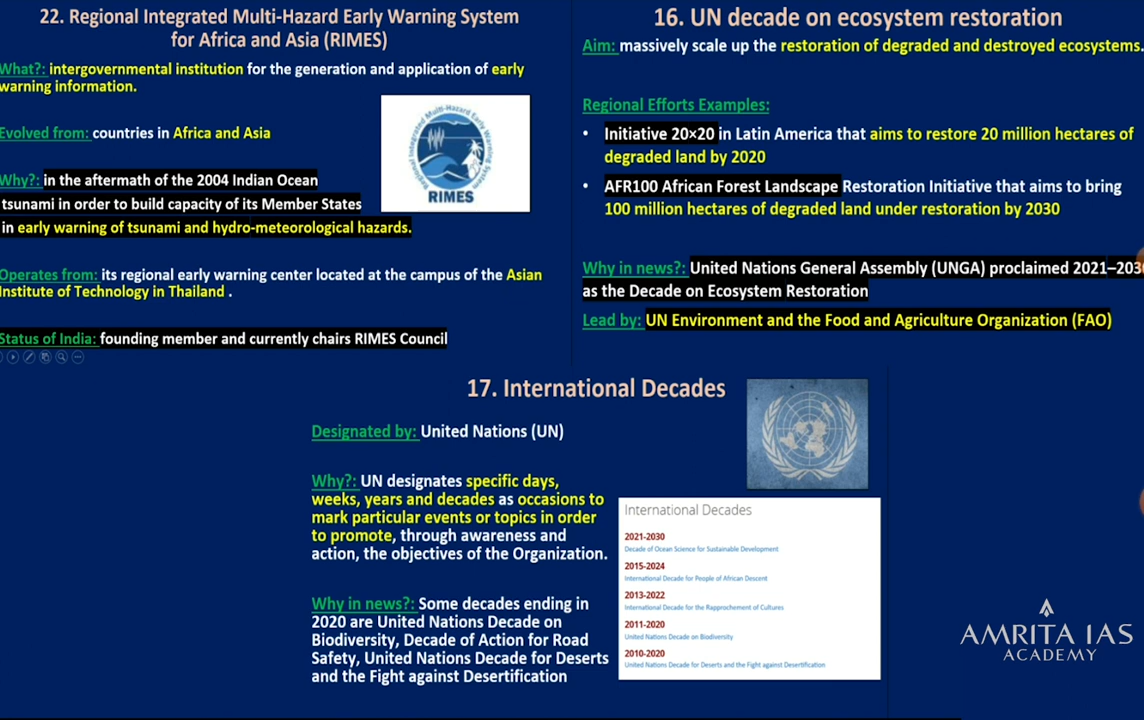 22. Regional Integrated Multi-Hazard Early Warning System
for Africa and Asia (RIMES)
What?: intergovernmental institution for the generation and application of early
warning information.
Evolved from: countries in Africa and Asia
Why?: in the aftermath of the 2004 Indian Ocean
tsunami in order to build capacity of its Member States
in early warning of tsunami and hydro-meteorological hazards.
Operates from: its regional early warning center located at the campus of the Asian
Institute of Technology in Thailand .
Status of India: founding member and currently chairs RIMES Council
Regional Integrated Multi-Hazard Early Warning System
RIMES
16. UN decade on ecosystem restoration
Aim: massively scale up the restoration of degraded and destroyed ecosystems.
Regional Efforts Examples:
• Initiative 20×20 in Latin America that aims to restore 20 million hectares of
degraded land by 2020
• AFR100 African Forest Landscape Restoration Initiative that aims to bring
100 million hectares of degraded land under restoration by 2030
Why in news?: United Nations General Assembly (UNGA) proclaimed 2021–2030
as the Decade on Ecosystem Restoration
Lead by: UN Environment and the Food and Agriculture Organization (FAO)
17. International Decades
Designated by: United Nations (UN)
Why?: UN designates specific days,
weeks, years and decades as occasions to
mark particular events or topics in order
to promote, through awareness and
action, the objectives of the Organization.
Why in news?: Some decades ending in
2020 are United Nations Decade on
Biodiversity, Decade of Action for Road
Safety, United Nations Decade for Deserts
and the Fight against Desertification
International Decades
2021-2030
Decade of Ocean Science for Sustainable Development
2015-2024
International Decade for People of African Descent
2013-2022
International Decade for the Rapprochement of Cultures
2011-2020
United Nations Decade on Biodiversity
2010-2020
United Nations Decade for Deserts and the Fight against Desertification
AMRITA IAS
ACADEMY